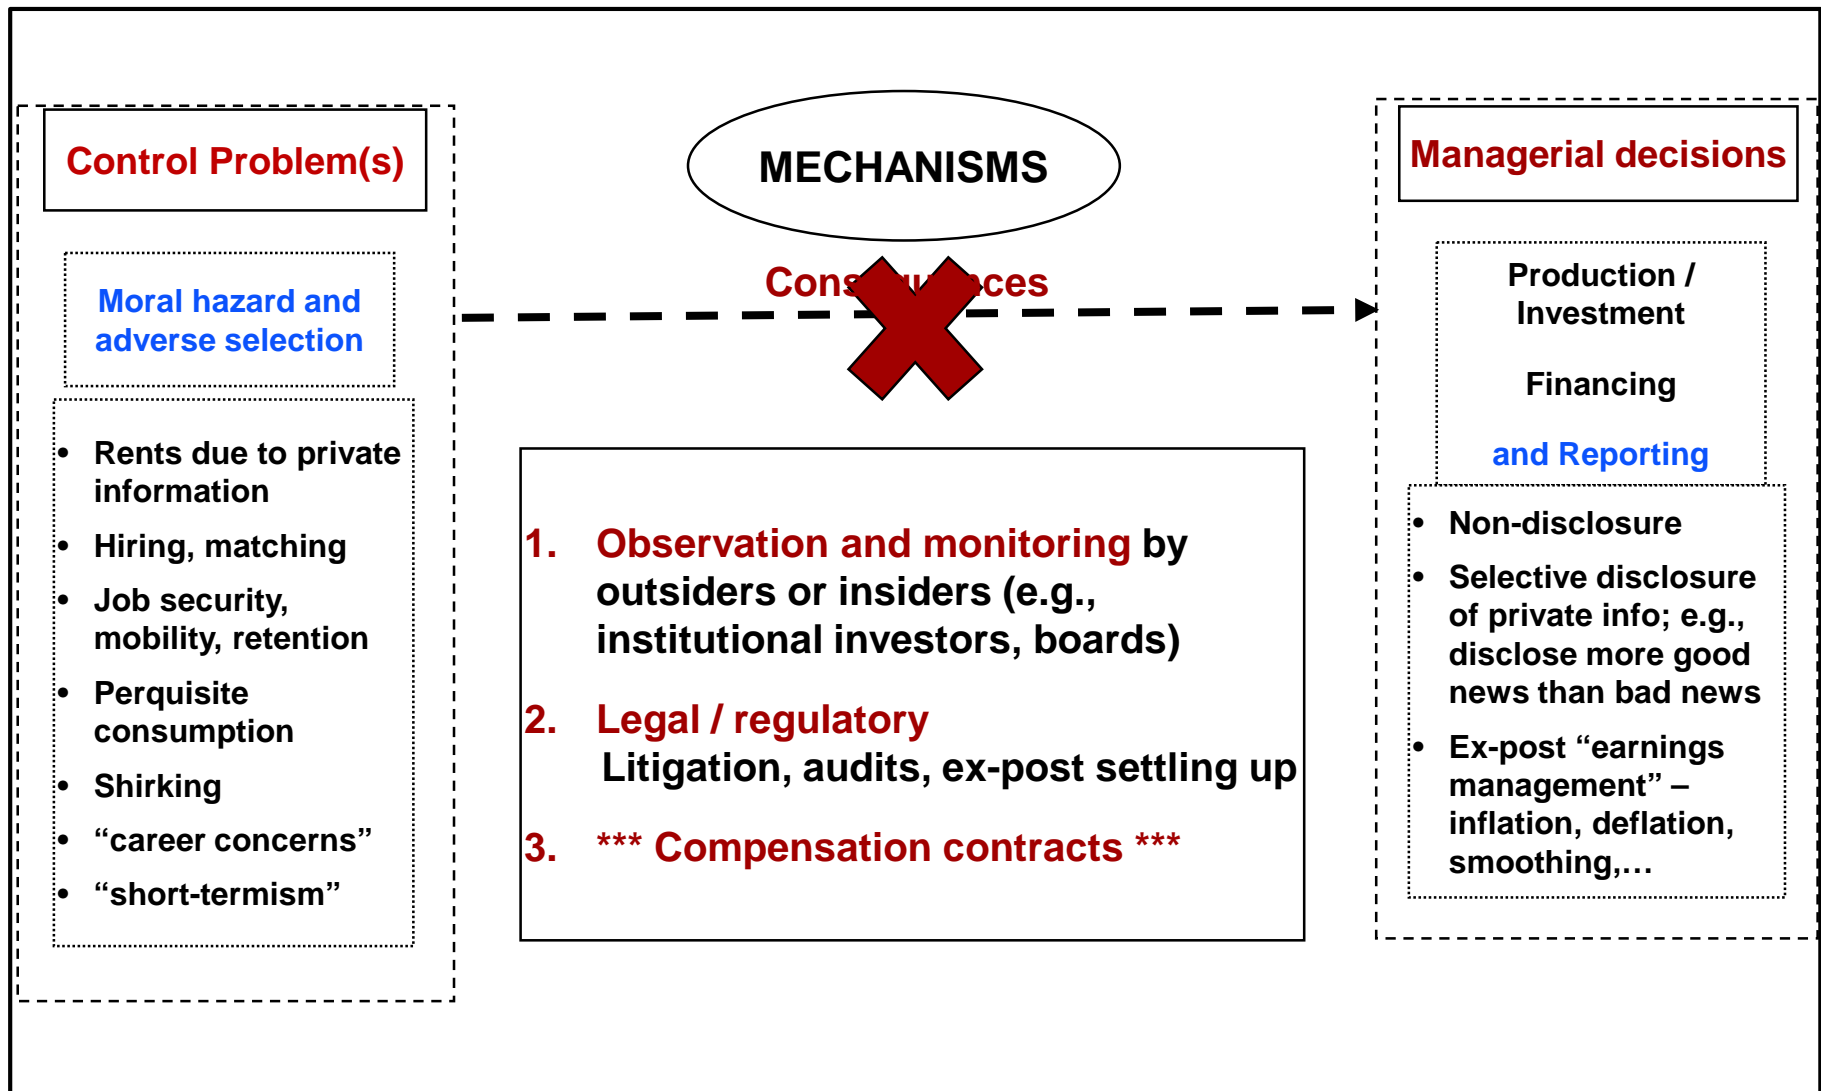 Control Problem(s)
Moral hazard and
adverse selection
• Rents due to private
information
• Hiring, matching
• Job security,
mobility, retention
• Perquisite
consumption
• Shirking
• “career concerns”
• “short-termism”
MECHANISMS
Consequences
1. Observation and monitoring by
outsiders or insiders (e.g.,
institutional investors, boards)
2. Legal / regulatory
Litigation, audits, ex-post settling up
3. *** Compensation contracts ***
Managerial decisions
Production /
Investment
Financing
and Reporting
• Non-disclosure
• Selective disclosure
of private info; e.g.,
disclose more good
news than bad news
• Ex-post “earnings
management” –
inflation, deflation,
smoothing,…